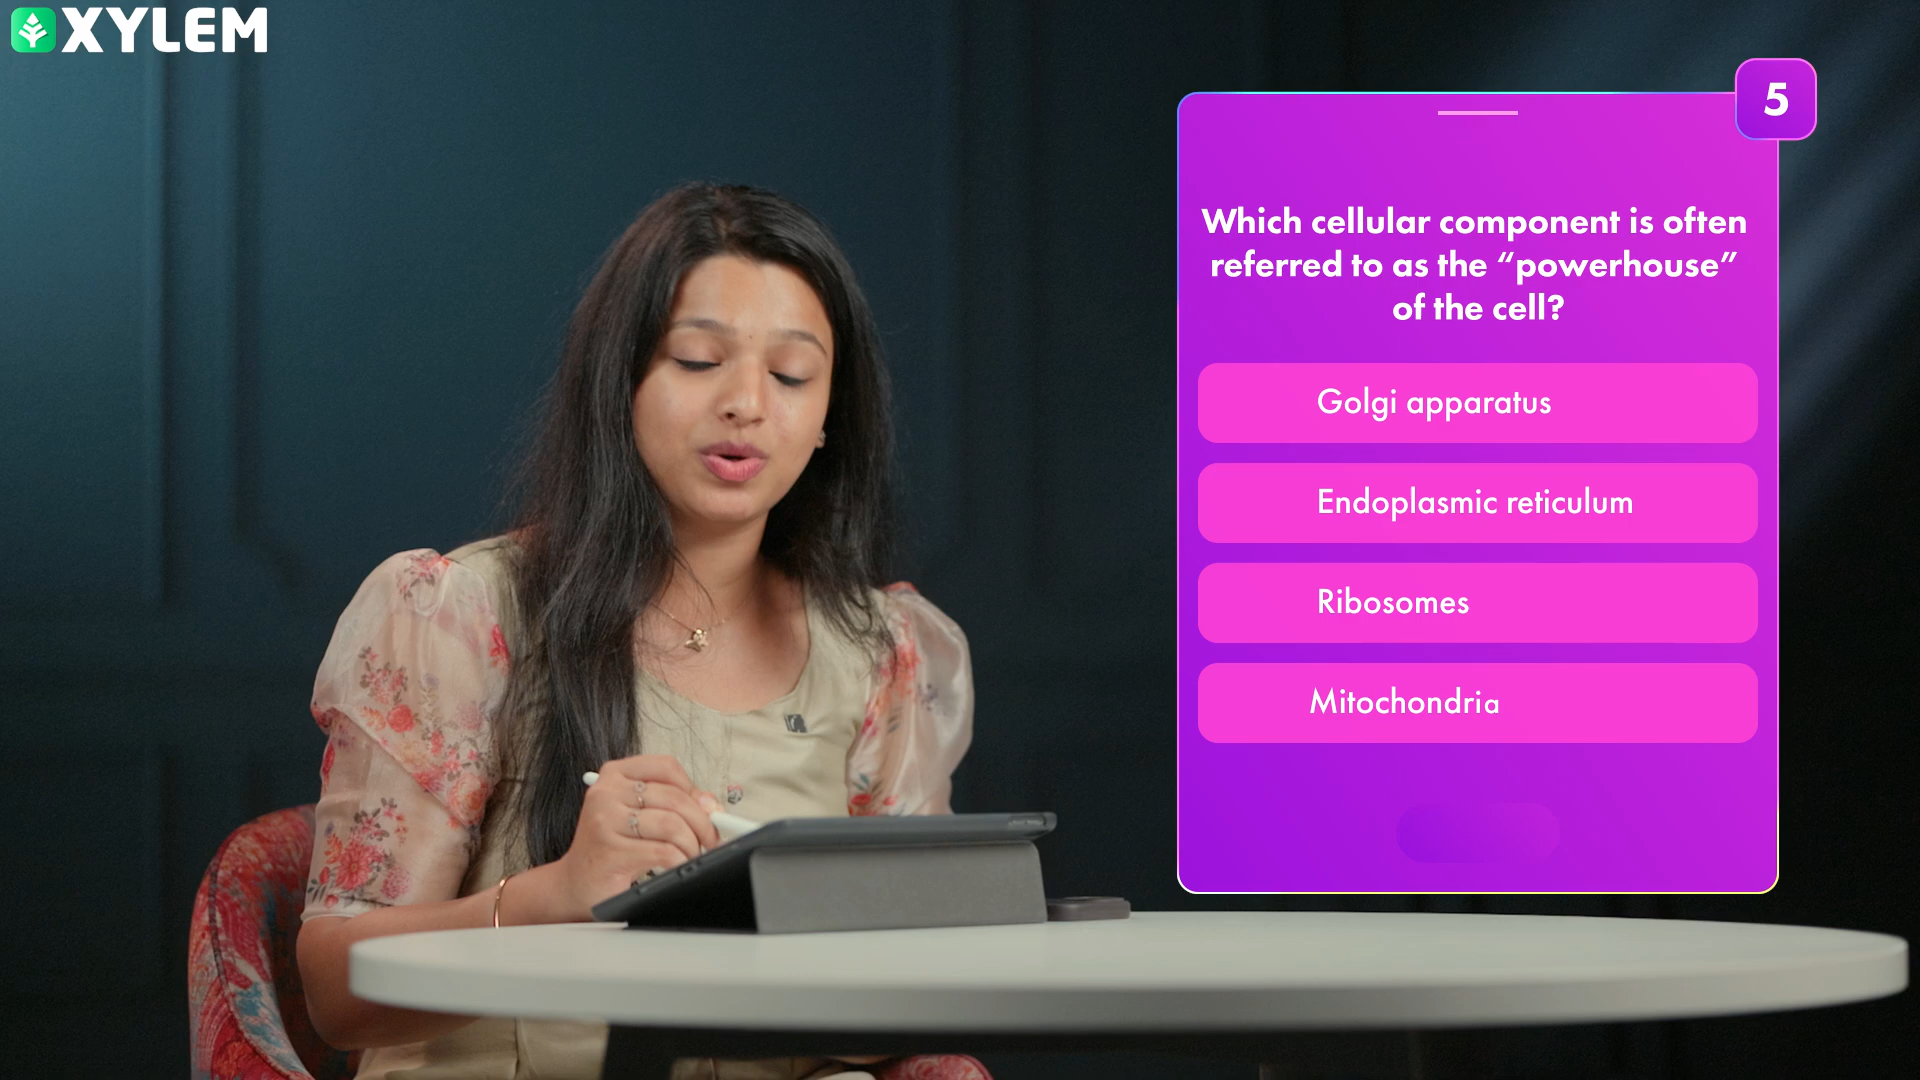 XYLEM
5
Which cellular component is often
referred to as the “powerhouse”
of the cell?
Golgi apparatus
Endoplasmic reticulum
Ribosomes
Mitochondria